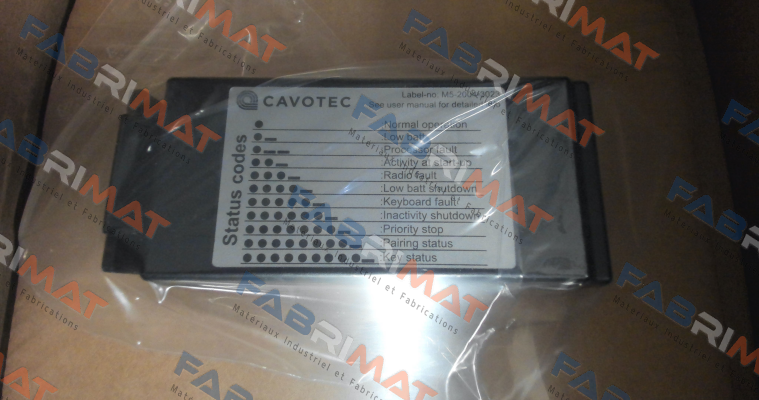 FABRIMAT
Matériaux Industriel et Fabrications
CAVOTEC
Label-no. M5-2004/3023
See user manual for details
Status codes
:Normal operation
:Low batt
:Processor fault
:Activity at start-up
:Radio fault
:Low batt shutdown
:Keyboard fault
:Inactivity shutdown
:Priority stop
:Pairing status
:Key status